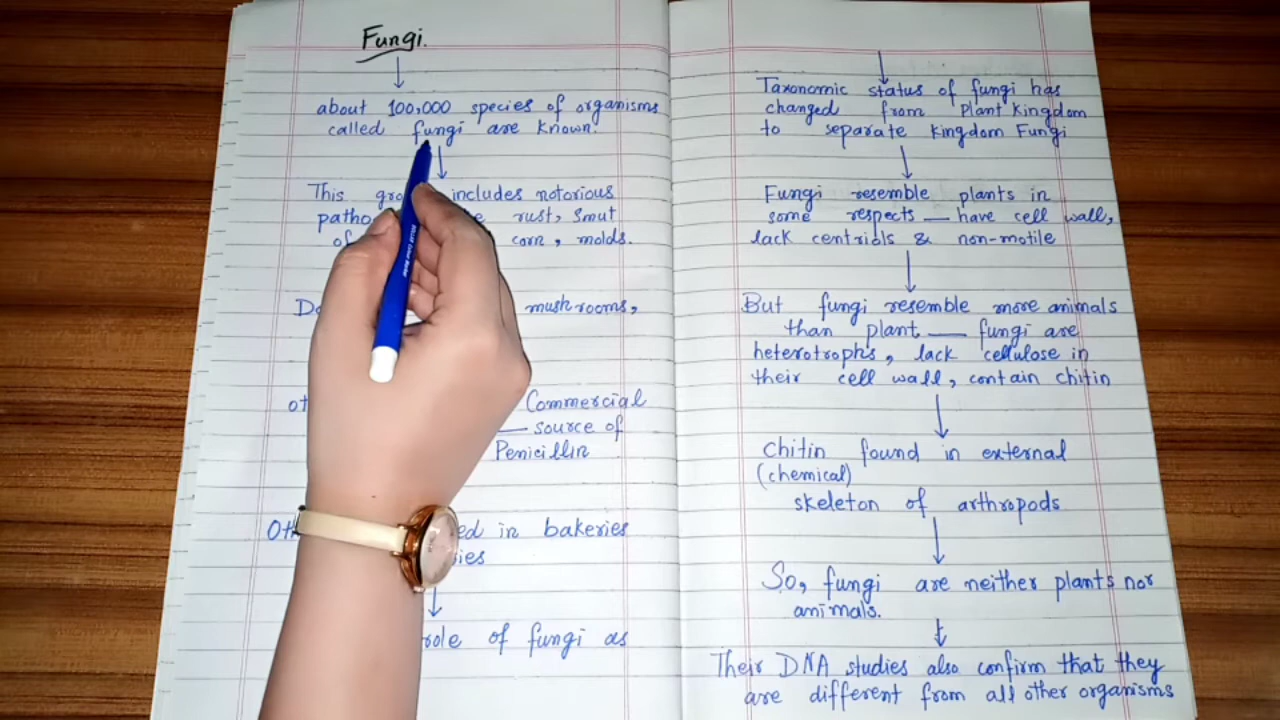 Fungi.
about 100,000 species of organisms
called fungi are known.
This includes notorious
rust, smut
of corn, molds.
mushrooms,
Commercial
— source of
Penicillin
in bakeries
role of fungi as
Taxonomic status of fungi has
changed from Plant Kingdom
to separate Kingdom Fungi
Fungi resemble plants in
some respects — have cell wall,
lack centriols & non-motile
But fungi resemble more animals
than plant — fungi are
heterotrophs, lack cellulose in
their cell wall, contain chitin
Chitin found in external
(chemical)
skeleton of arthropods
So, fungi are neither plants nor
animals.
Their DNA studies also confirm that they
are different from all other organisms